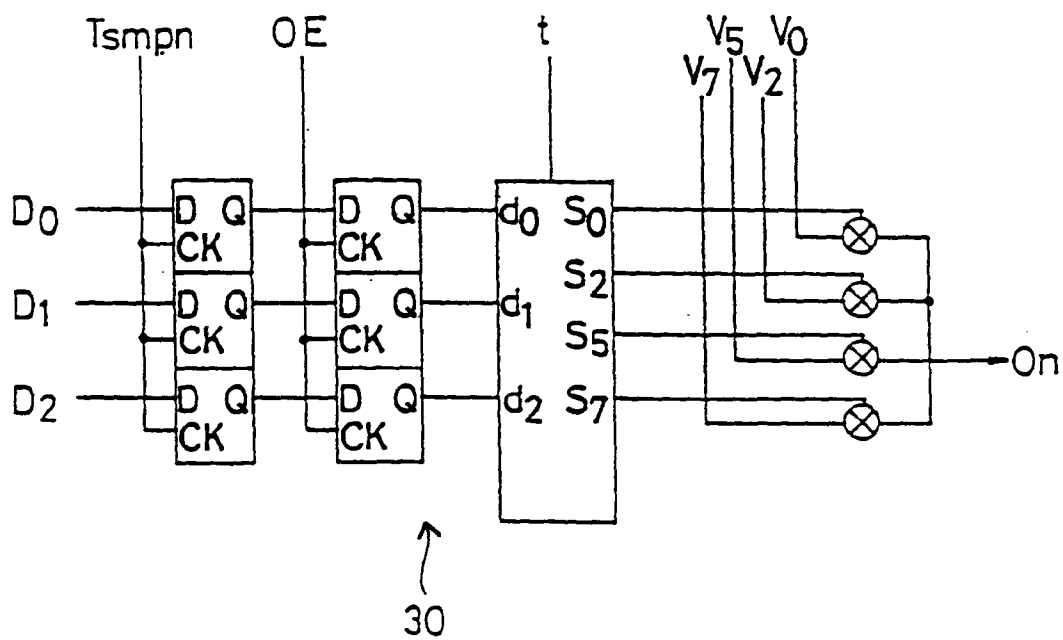 Tsmpn OE t V5 V0
V7 V2
D0 D Q D Q d0 S0
CK CK
S2
D1 D Q D Q d1
CK CK S5
On
D2 D Q D Q d2 S7
CK CK
30